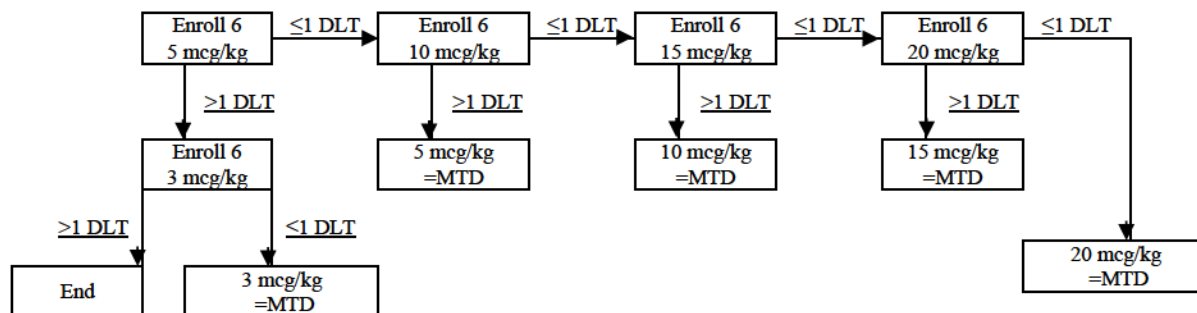 Enroll 6
5 mcg/kg
≤1 DLT
Enroll 6
10 mcg/kg
≤1 DLT
Enroll 6
15 mcg/kg
≤1 DLT
Enroll 6
20 mcg/kg
≤1 DLT
>1 DLT
>1 DLT
>1 DLT
>1 DLT
Enroll 6
3 mcg/kg
5 mcg/kg
=MTD
10 mcg/kg
=MTD
15 mcg/kg
=MTD
>1 DLT
<1 DLT
End
3 mcg/kg
=MTD
20 mcg/kg
=MTD